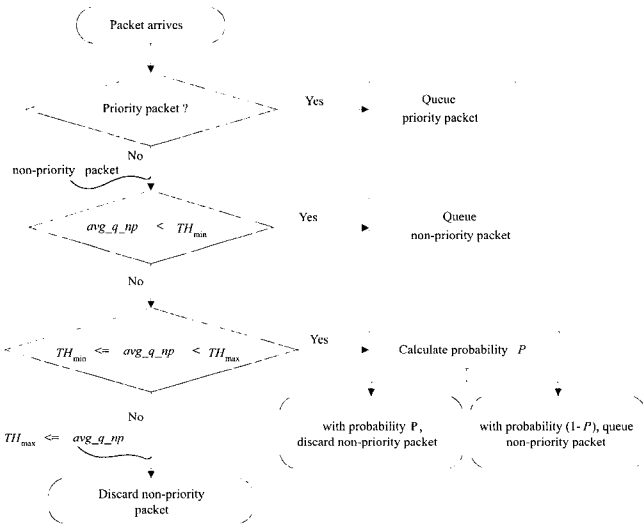 Packet arrives
Priority packet ?
Yes
Queue
priority packet
No
non-priority packet
avg_q_np < TH_min
Yes
Queue
non-priority packet
No
TH_min <= avg_q_np < TH_max
Yes
Calculate probability P
No
TH_max <= avg_q_np
with probability P,
discard non-priority packet
with probability (1-P), queue
non-priority packet
Discard non-priority
packet